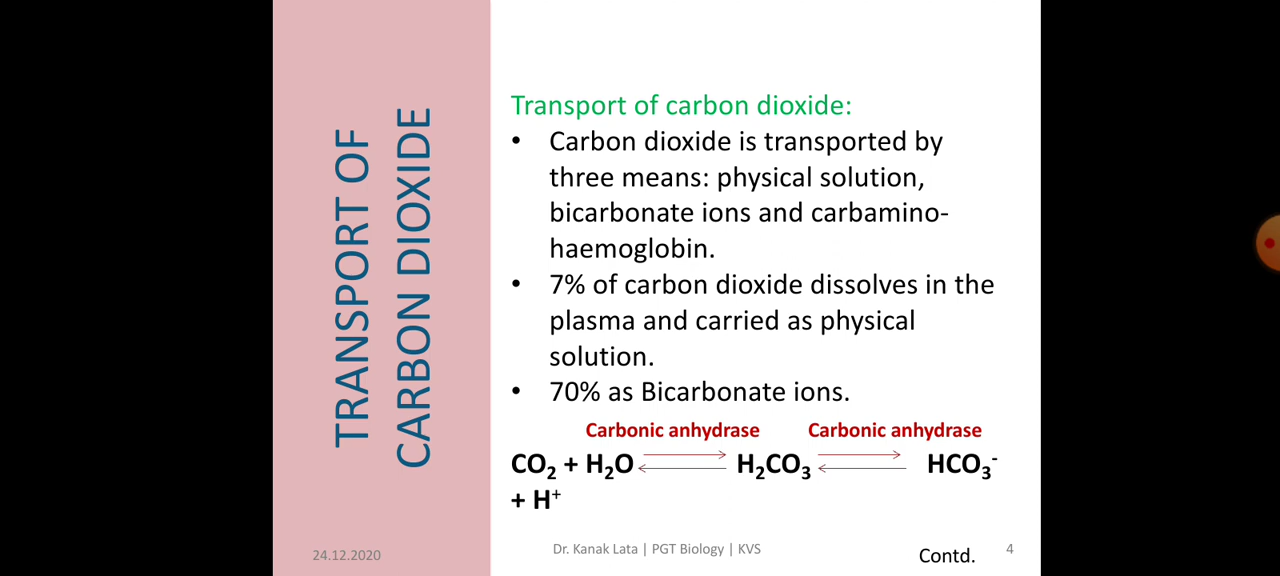 TRANSPORT OF
CARBON DIOXIDE
Transport of carbon dioxide:
• Carbon dioxide is transported by
three means: physical solution,
bicarbonate ions and carbamino-
haemoglobin.
• 7% of carbon dioxide dissolves in the
plasma and carried as physical
solution.
• 70% as Bicarbonate ions.
Carbonic anhydrase Carbonic anhydrase
CO₂ + H₂O ⇌ H₂CO₃ ⇌ HCO₃⁻
+ H⁺
24.12.2020
Dr. Kanak Lata | PGT Biology | KVS
Contd.
4